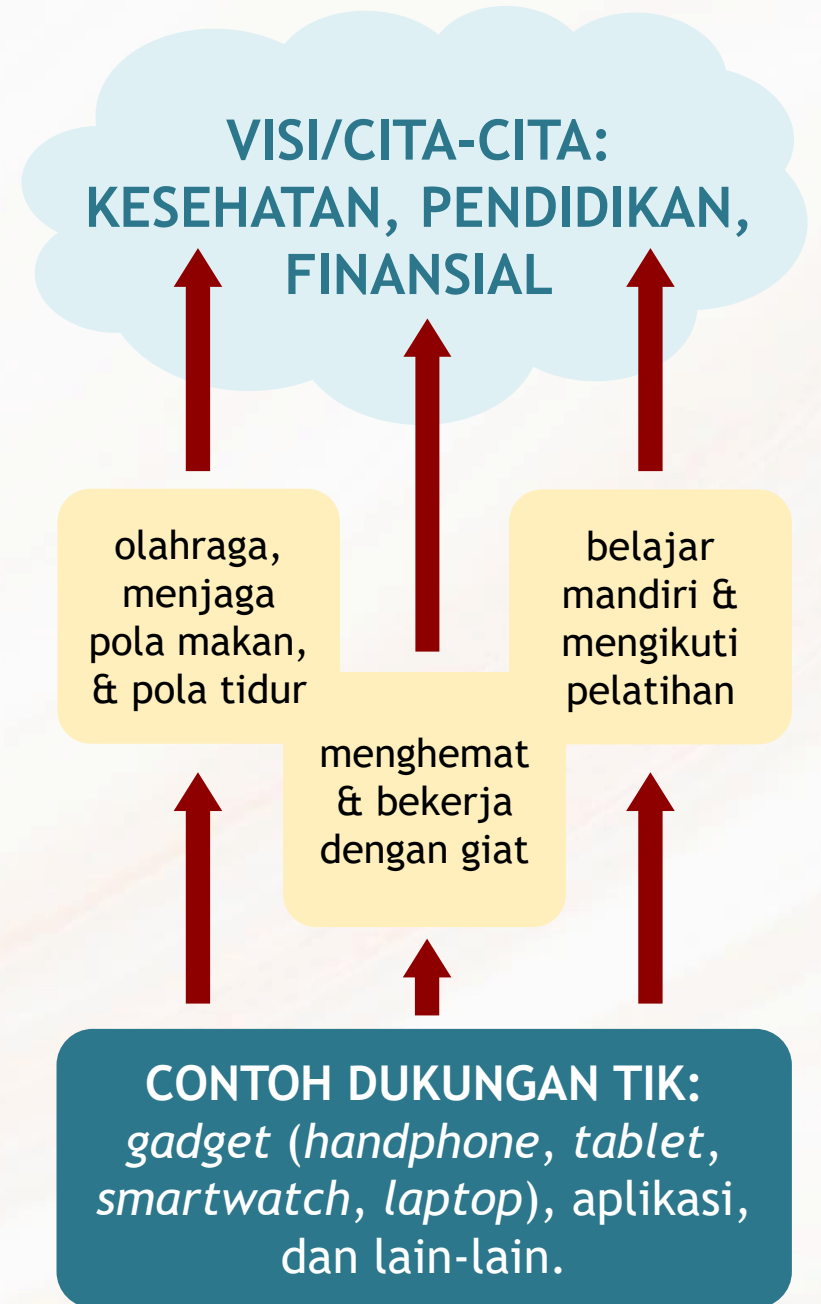 VISI/CITA-CITA:
KESEHATAN, PENDIDIKAN,
FINANSIAL
olahraga,
menjaga
pola makan,
& pola tidur
menghemat
& bekerja
dengan giat
belajar
mandiri &
mengikuti
pelatihan
CONTOH DUKUNGAN TIK:
gadget (handphone, tablet,
smartwatch, laptop), aplikasi,
dan lain-lain.